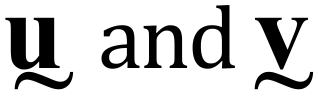 ṵ and v̰